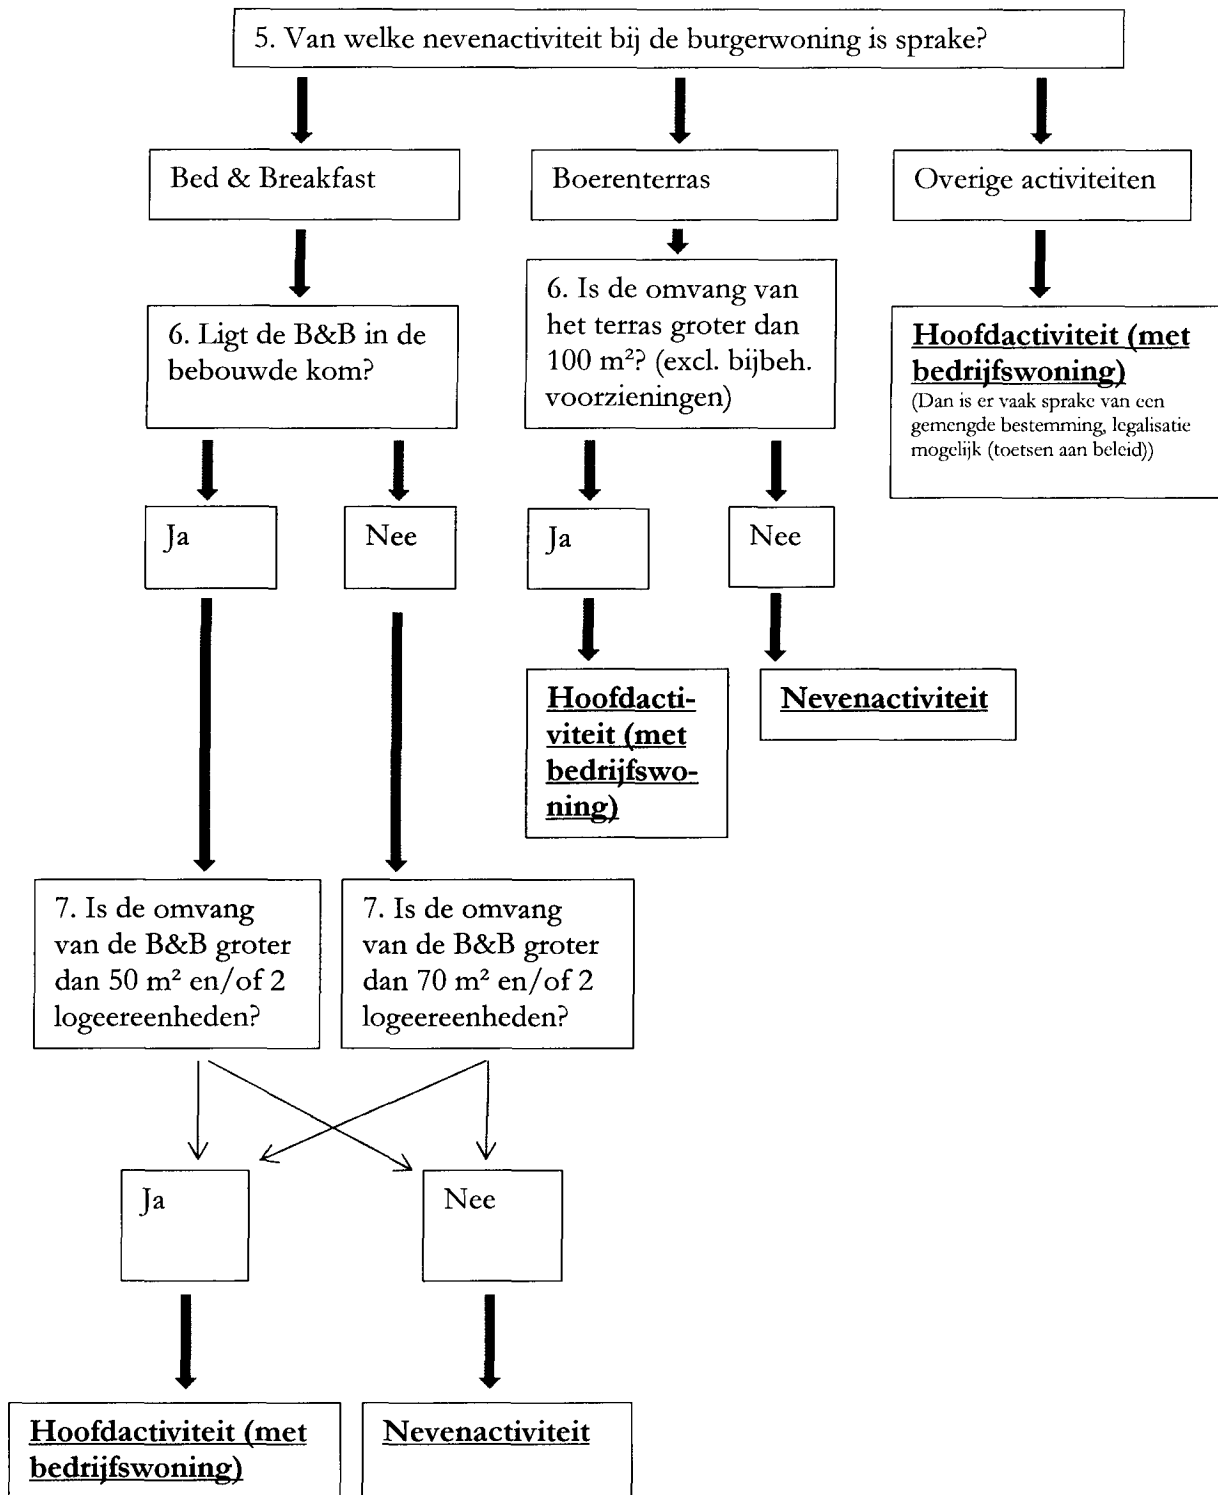 5. Van welke nevenactiviteit bij de burgerwoning is sprake?
Bed & Breakfast
Boerenterras
Overige activiteiten
6. Ligt de B&B in de
bebouwde kom?
6. Is de omvang van
het terras groter dan
100 m²? (excl. bijbeh.
voorzieningen)
Hoofdactiviteit (met
bedrijfswoning)
(Dan is er vaak sprake van een
gemengde bestemming, legalisatie
mogelijk (toetsen aan beleid))
Ja
Nee
Ja
Nee
Hoofdacti-
viteit (met
bedrijfswo-
ning)
Nevenactiviteit
7. Is de omvang
van de B&B groter
dan 50 m² en/of 2
logeereenheden?
7. Is de omvang
van de B&B groter
dan 70 m² en/of 2
logeereenheden?
Ja
Nee
Hoofdactiviteit (met
bedrijfswoning)
Nevenactiviteit